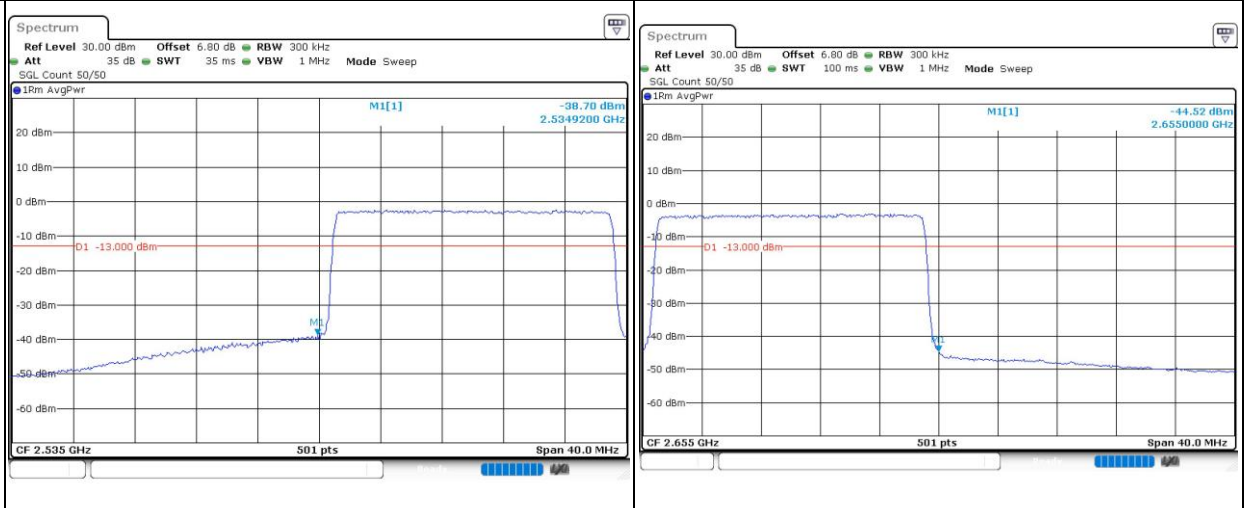 Spectrum
Ref Level 30.00 dBm Offset 6.80 dB RBW 300 kHz
Att 35 dB SWT 35 ms VBW 1 MHz Mode Sweep
SGL Count 50/50
1Rm AvgPwr
M1[1] -38.70 dBm
2.5349200 GHz
20 dBm
10 dBm
0 dBm
-10 dBm
D1 -13.000 dBm
-20 dBm
-30 dBm
M1
-40 dBm
-50 dBm
-60 dBm
CF 2.535 GHz 501 pts Span 40.0 MHz
Spectrum
Ref Level 30.00 dBm Offset 6.80 dB RBW 300 kHz
Att 35 dB SWT 100 ms VBW 1 MHz Mode Sweep
SGL Count 50/50
1Rm AvgPwr
M1[1] -44.52 dBm
2.6550000 GHz
20 dBm
10 dBm
0 dBm
-10 dBm
D1 -13.000 dBm
-20 dBm
-30 dBm
-40 dBm
M1
-50 dBm
-60 dBm
CF 2.655 GHz 501 pts Span 40.0 MHz